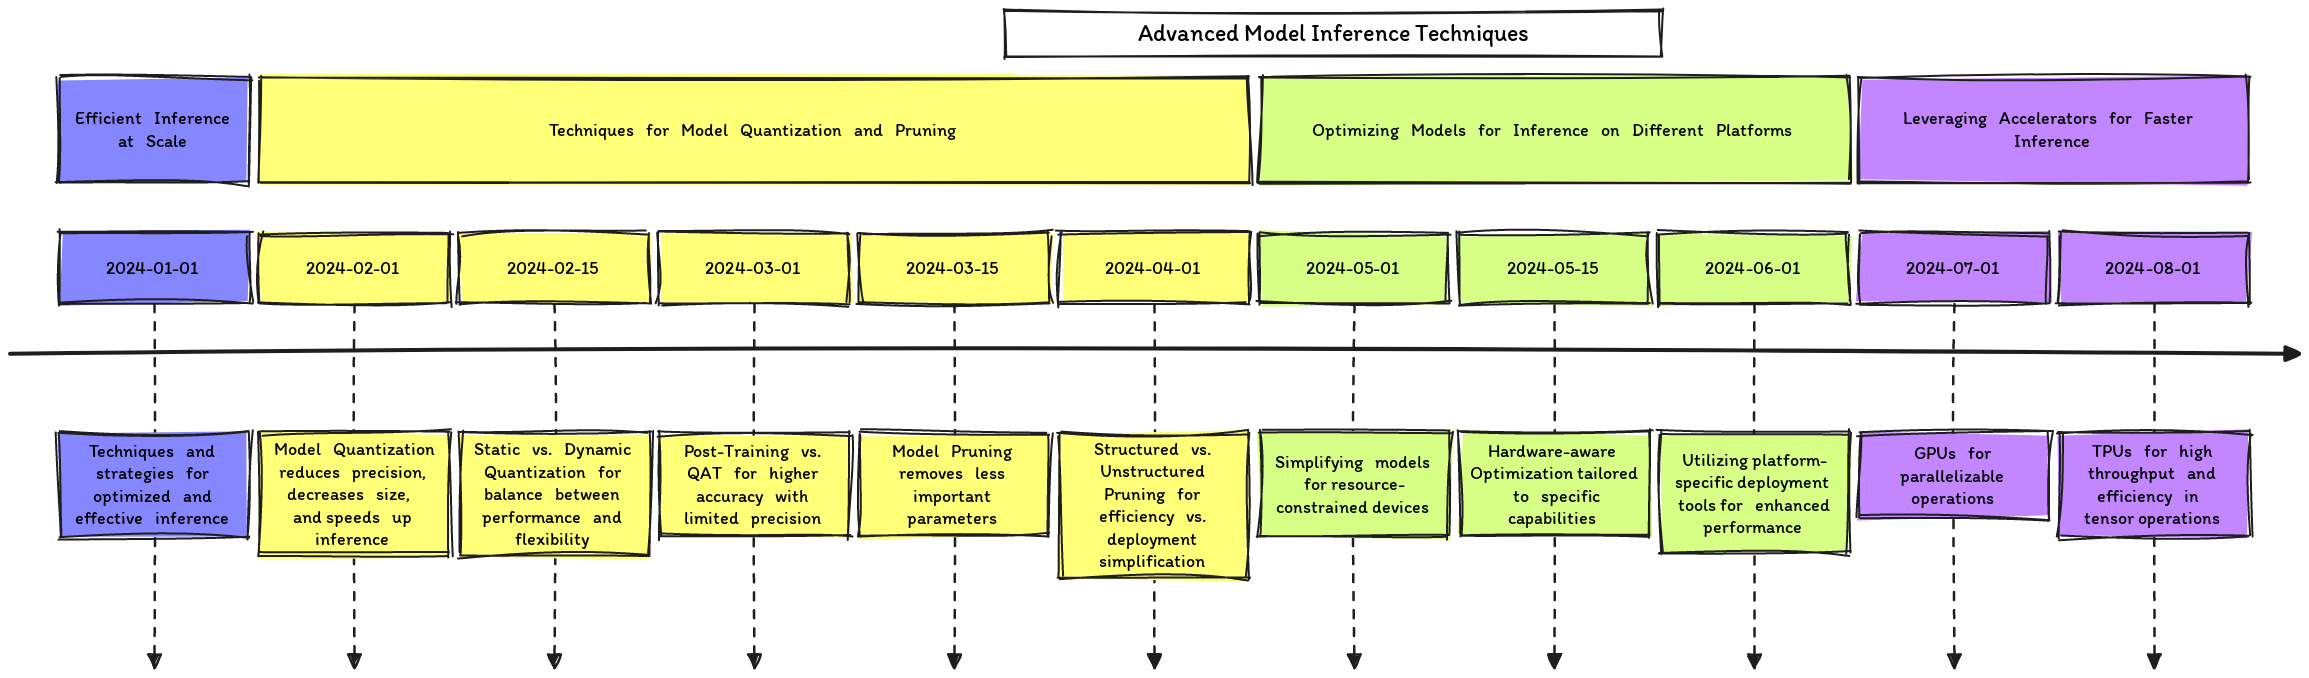 Advanced Model Inference Techniques
Efficient Inference
at Scale
Techniques for Model Quantization and Pruning
Optimizing Models for Inference on Different Platforms
Leveraging Accelerators for Faster
Inference
2024-01-01
2024-02-01
2024-02-15
2024-03-01
2024-03-15
2024-04-01
2024-05-01
2024-05-15
2024-06-01
2024-07-01
2024-08-01
Techniques and
strategies for
optimized and
effective inference
Model Quantization
reduces precision,
decreases size,
and speeds up
inference
Static vs. Dynamic
Quantization for
balance between
performance and
flexibility
Post-Training vs.
QAT for higher
accuracy with
limited precision
Model Pruning
removes less
important
parameters
Structured vs.
Unstructured
Pruning for
efficiency vs.
deployment
simplification
Simplifying models
for resource-
constrained devices
Hardware-aware
Optimization tailored
to specific
capabilities
Utilizing platform-
specific deployment
tools for enhanced
performance
GPUs for
parallelizable
operations
TPUs for high
throughput and
efficiency in
tensor operations